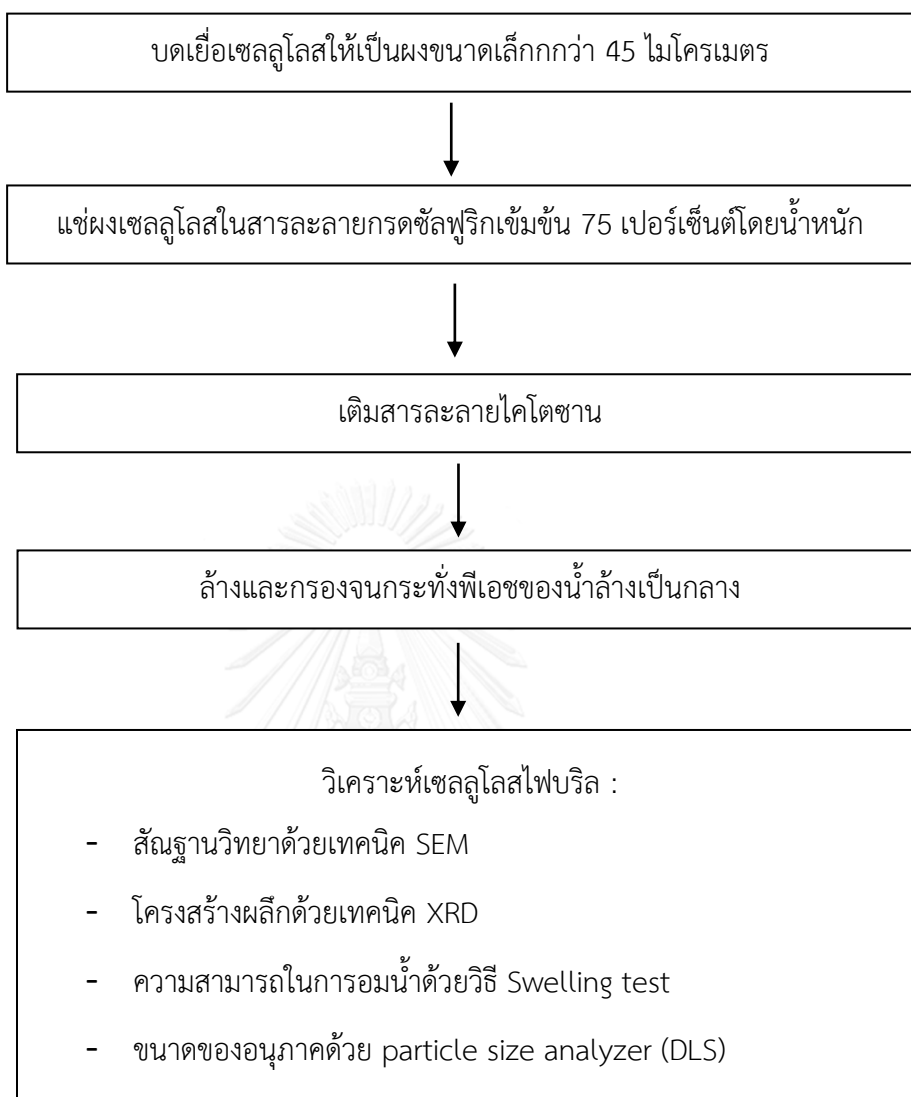 บดเยื่อเซลลูโลสให้เป็นผงขนาดเล็กกกว่า 45 ไมโครเมตร
แช่ผงเซลลูโลสในสารละลายกรดซัลฟูริกเข้มข้น 75 เปอร์เซ็นต์โดยน้ำหนัก
เติมสารละลายไคโตซาน
ล้างและกรองจนกระทั่งพีเอชของน้ำล้างเป็นกลาง
วิเคราะห์เซลลูโลสไฟบริล :
- สัณฐานวิทยาด้วยเทคนิค SEM
- โครงสร้างผลึกด้วยเทคนิค XRD
- ความสามารถในการอมน้ำด้วยวิธี Swelling test
- ขนาดของอนุภาคด้วย particle size analyzer (DLS)